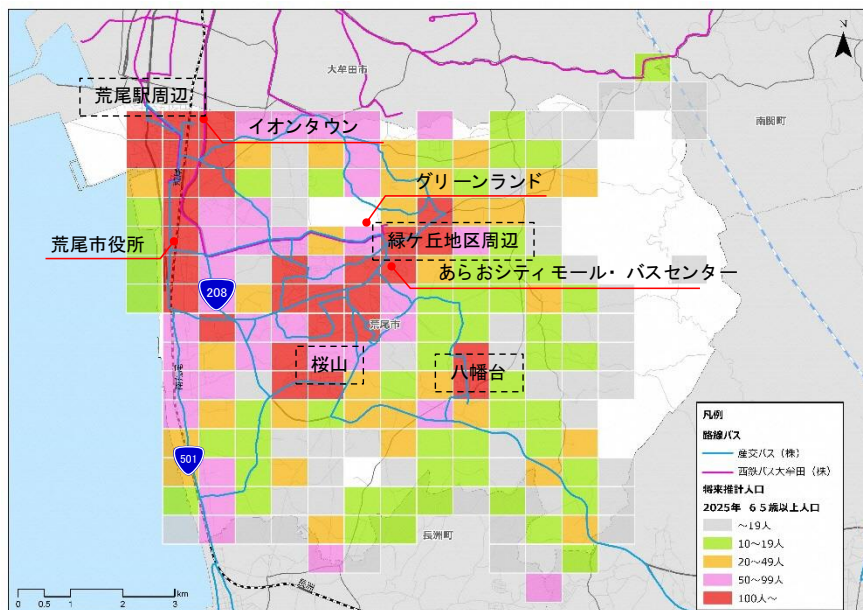 大牟田市
荒尾駅周辺
イオンタウン
南関町
グリーンランド
荒尾市役所
緑ケ丘地区周辺
あらおシティモール・バスセンター
208
荒尾市
桜山
八幡台
501
長洲町
長洲
0 0.5 1 2 3 km
凡例
路線バス
産交バス（株）
西鉄バス大牟田（株）
将来推計人口
2025年 65歳以上人口
～19人
10～19人
20～49人
50～99人
100人～